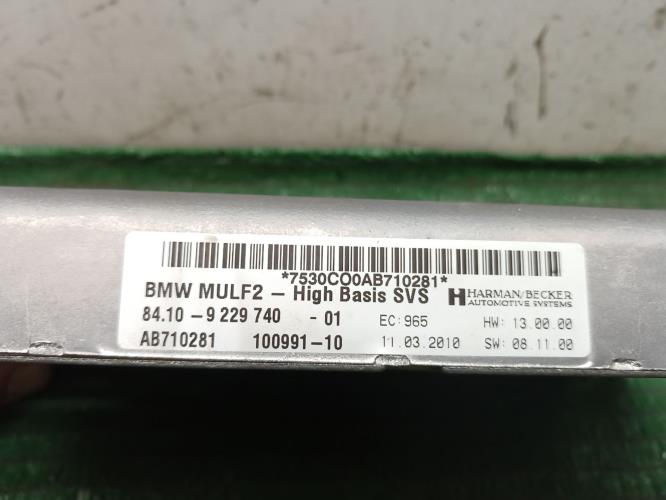 *7530CO0AB710281*
BMW MULF2 – High Basis SVS
HARMAN/BECKER
AUTOMOTIVE SYSTEMS
84.10 – 9 229 740 - 01 EC: 965 HW: 13.00.00
AB710281 100991–10 11.03.2010 SW: 08.11.00